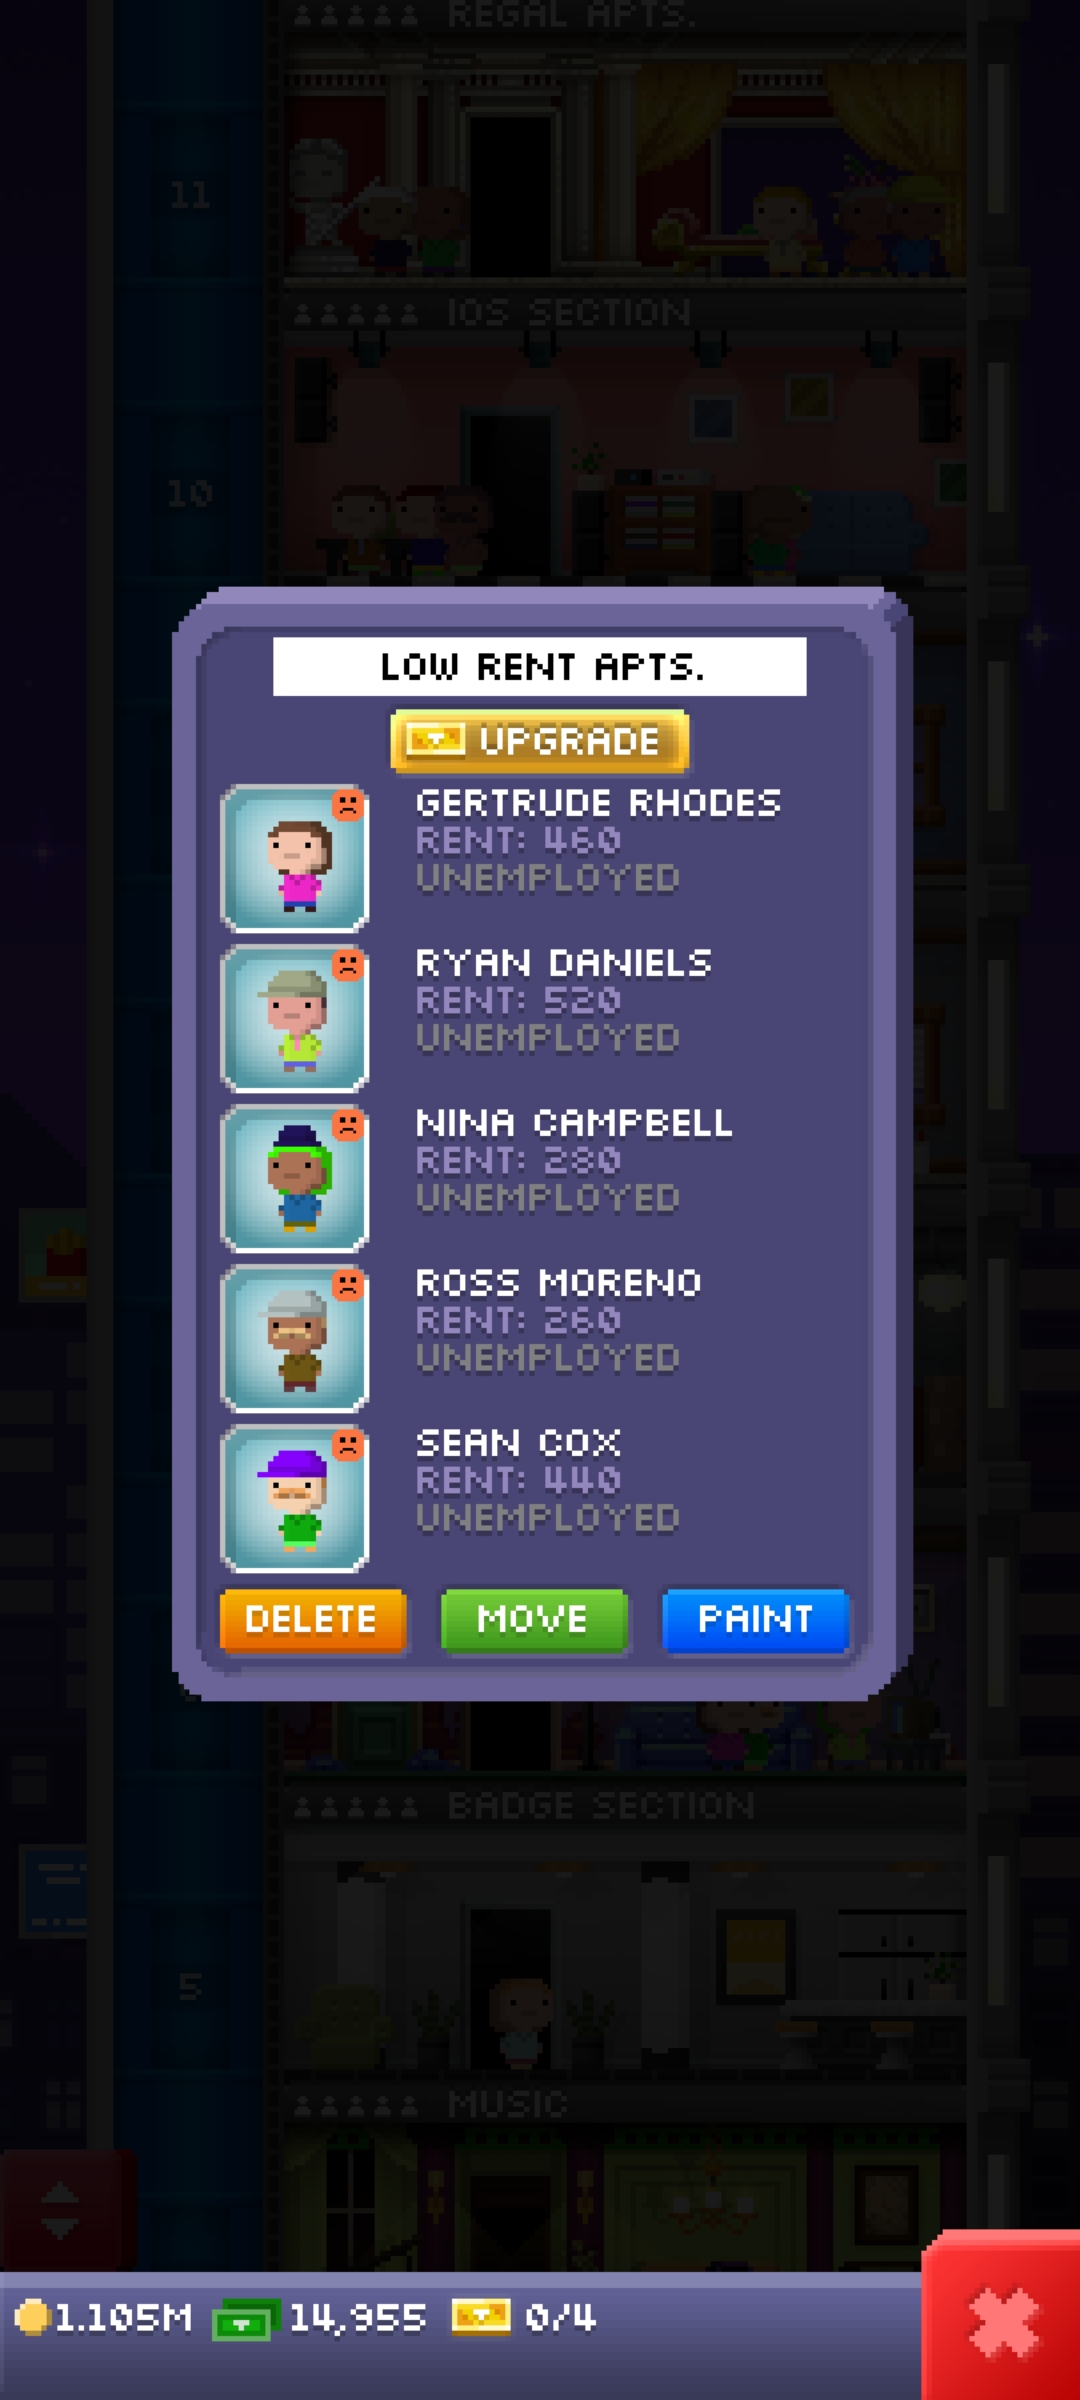 REGAL APTS.
11
IOS SECTION
10
LOW RENT APTS.
UPGRADE
GERTRUDE RHODES
RENT: 460
UNEMPLOYED
RYAN DANIELS
RENT: 520
UNEMPLOYED
NINA CAMPBELL
RENT: 280
UNEMPLOYED
ROSS MORENO
RENT: 260
UNEMPLOYED
SEAN COX
RENT: 440
UNEMPLOYED
DELETE MOVE PAINT
BADGE SECTION
5
MUSIC
1.105M 14,955 0/4